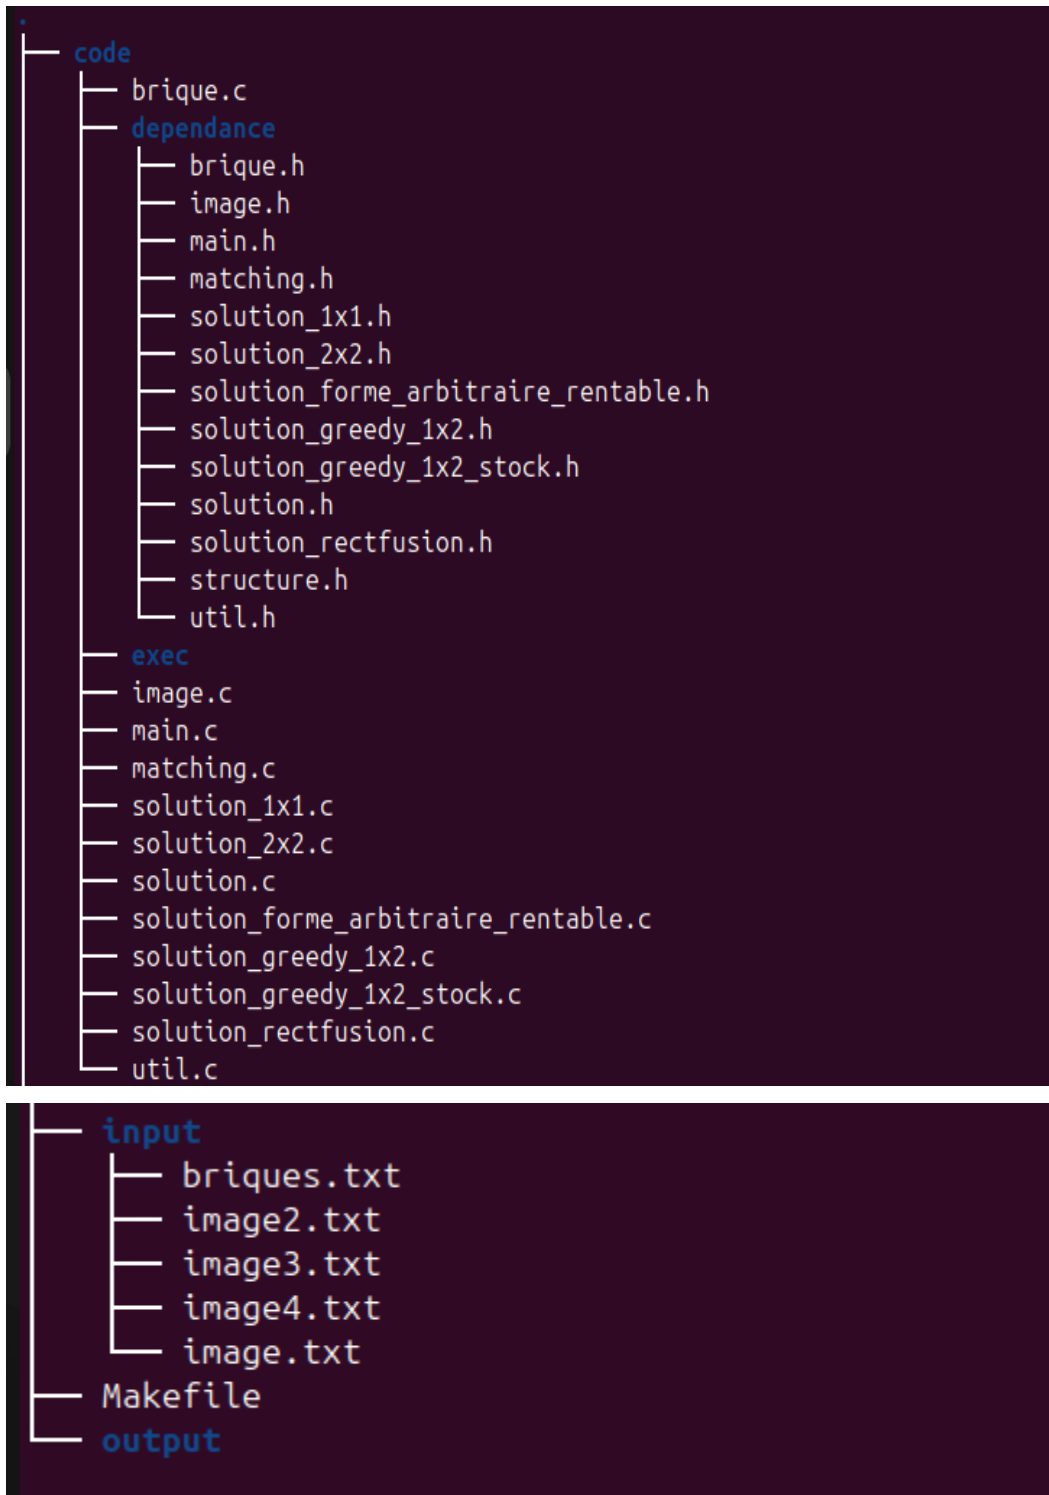 .
code
brique.c
dependance
brique.h
image.h
main.h
matching.h
solution_1x1.h
solution_2x2.h
solution_forme_arbitraire_rentable.h
solution_greedy_1x2.h
solution_greedy_1x2_stock.h
solution.h
solution_rectfusion.h
structure.h
util.h
exec
image.c
main.c
matching.c
solution_1x1.c
solution_2x2.c
solution.c
solution_forme_arbitraire_rentable.c
solution_greedy_1x2.c
solution_greedy_1x2_stock.c
solution_rectfusion.c
util.c
input
briques.txt
image2.txt
image3.txt
image4.txt
image.txt
Makefile
output